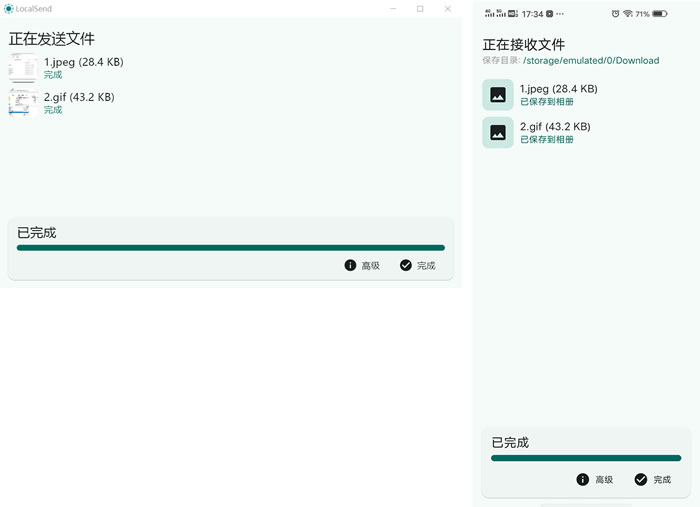 LocalSend
正在发送文件
1.jpeg (28.4 KB)
完成
2.gif (43.2 KB)
完成
已完成
高级 完成
17:34 71%
正在接收文件
保存目录: /storage/emulated/0/Download
1.jpeg (28.4 KB)
已保存到相册
2.gif (43.2 KB)
已保存到相册
已完成
高级 完成